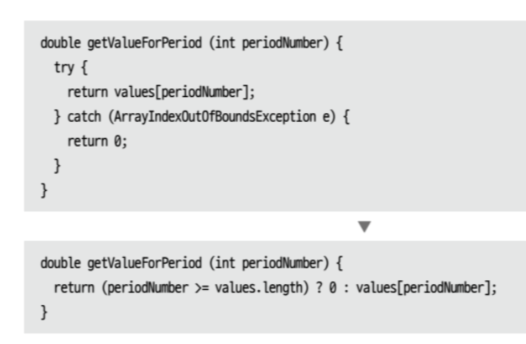 double getValueForPeriod (int periodNumber) {
  try {
    return values[periodNumber];
  } catch (ArrayIndexOutOfBoundsException e) {
    return 0;
  }
}
double getValueForPeriod (int periodNumber) {
  return (periodNumber >= values.length) ? 0 : values[periodNumber];
}